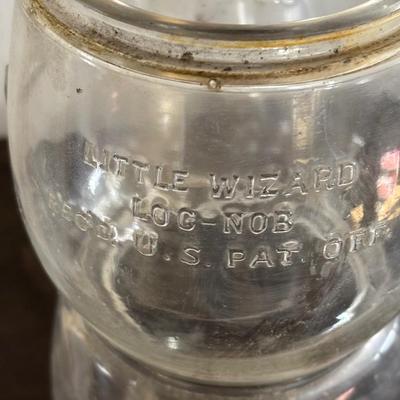 LITTLE WIZARD
LOC-NOB
REG'D. U.S. PAT. OFF.